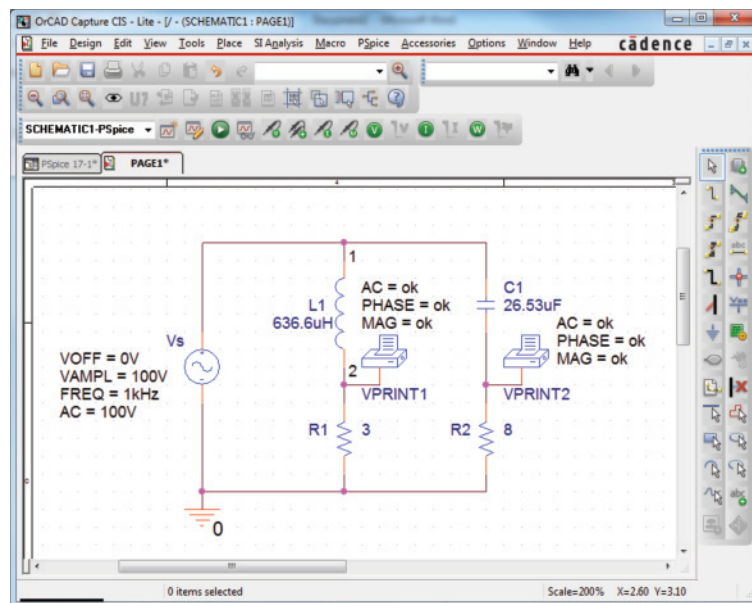 OrCAD Capture CIS - Lite - [/ - (SCHEMATIC1 : PAGE1)]
File Design Edit View Tools Place SI Analysis Macro PSpice Accessories Options Window Help cādence
U?
SCHEMATIC1-PSpice
V V I I W
PSpice 17-1* PAGE1*
1
AC = ok
PHASE = ok
MAG = ok
L1
636.6uH
C1
26.53uF
AC = ok
PHASE = ok
MAG = ok
Vs
VOFF = 0V
VAMPL = 100V
FREQ = 1kHz
AC = 100V
2
VPRINT1
VPRINT2
R1 3
R2 8
0
abc
abc
0 items selected Scale=200% X=2.60 Y=3.10